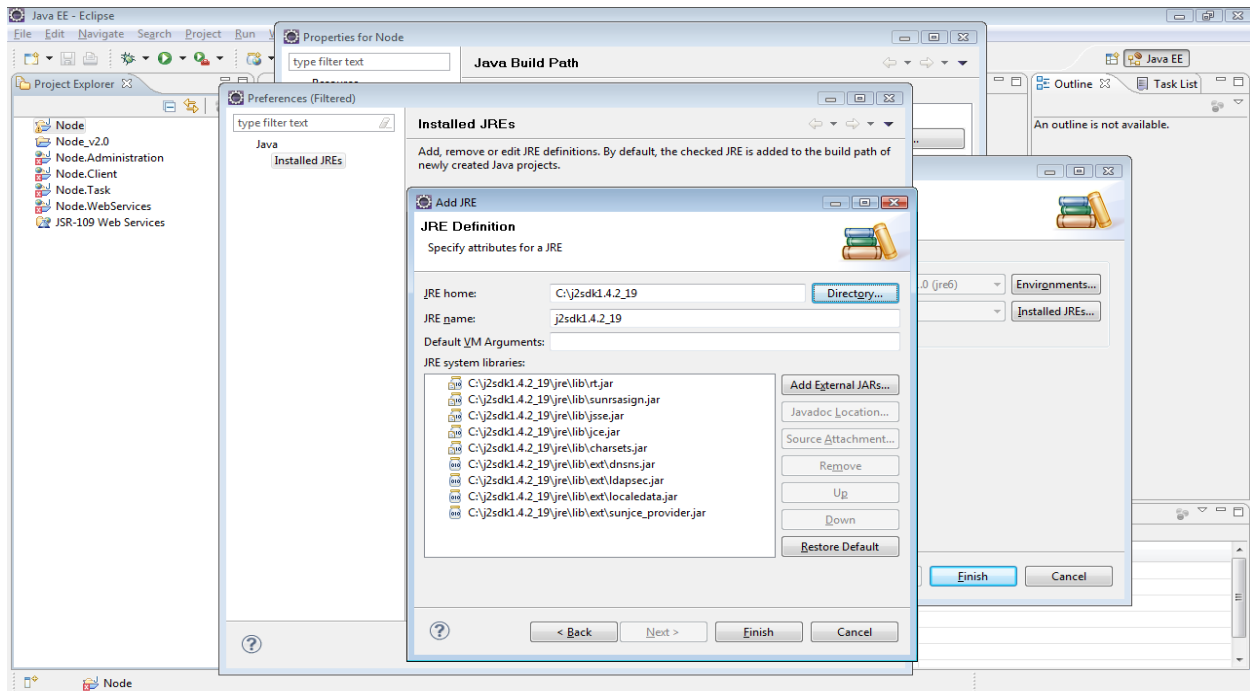 Java EE - Eclipse
File Edit Navigate Search Project Run
Properties for Node
type filter text
Java Build Path
Java EE
Project Explorer
Node
Node_v2.0
Node.Administration
Node.Client
Node.Task
Node.WebServices
JSR-109 Web Services
Outline
Task List
An outline is not available.
Preferences (Filtered)
type filter text
Java
Installed JREs
Installed JREs
Add, remove or edit JRE definitions. By default, the checked JRE is added to the build path of
newly created Java projects.
Add JRE
JRE Definition
Specify attributes for a JRE
JRE home: C:\j2sdk1.4.2_19 Directory...
JRE name: j2sdk1.4.2_19
Default VM Arguments:
JRE system libraries:
C:\j2sdk1.4.2_19\jre\lib\rt.jar
C:\j2sdk1.4.2_19\jre\lib\sunrsasign.jar
C:\j2sdk1.4.2_19\jre\lib\jsse.jar
C:\j2sdk1.4.2_19\jre\lib\jce.jar
C:\j2sdk1.4.2_19\jre\lib\charsets.jar
C:\j2sdk1.4.2_19\jre\lib\ext\dnsns.jar
C:\j2sdk1.4.2_19\jre\lib\ext\ldapsec.jar
C:\j2sdk1.4.2_19\jre\lib\ext\localedata.jar
C:\j2sdk1.4.2_19\jre\lib\ext\sunjce_provider.jar
Add External JARs...
Javadoc Location...
Source Attachment...
Remove
Up
Down
Restore Default
< Back Next > Finish Cancel
.0 (jre6) Environments...
Installed JREs...
Finish Cancel
Node